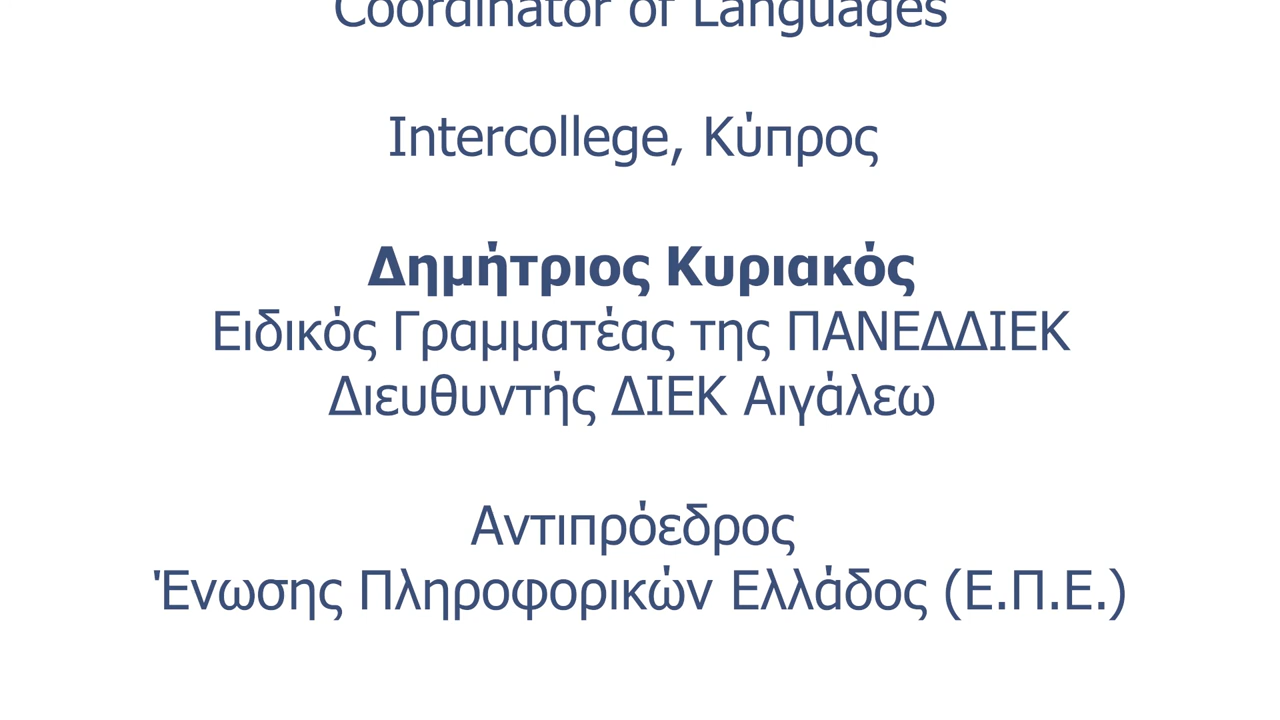 Coordinator of Languages
Intercollege, Κύπρος
Δημήτριος Κυριακός
Ειδικός Γραμματέας της ΠΑΝΕΔΔΙΕΚ
Διευθυντής ΔΙΕΚ Αιγάλεω
Αντιπρόεδρος
Ένωσης Πληροφορικών Ελλάδος (Ε.Π.Ε.)